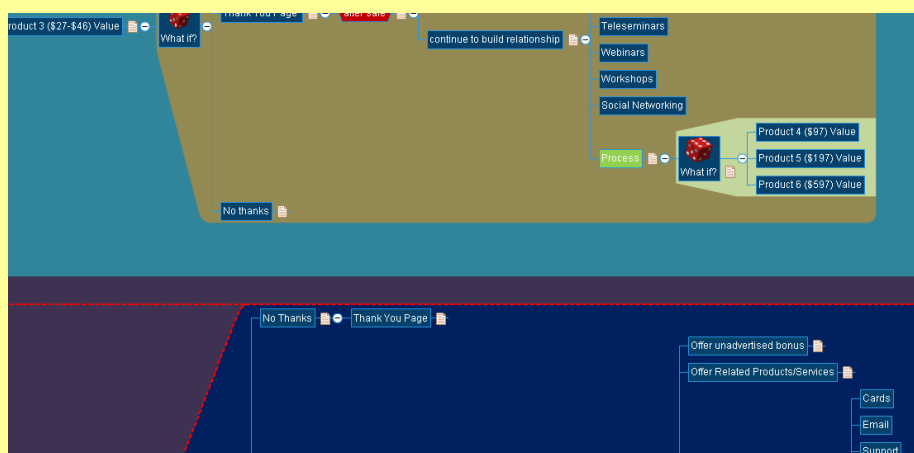 roduct 3 ($27-$46) Value
What if?
Thank You Page
after sale
continue to build relationship
Teleseminars
Webinars
Workshops
Social Networking
Process
What if?
Product 4 ($97) Value
Product 5 ($197) Value
Product 6 ($597) Value
No thanks
No Thanks
Thank You Page
Offer unadvertised bonus
Offer Related Products/Services
Cards
Email
Support